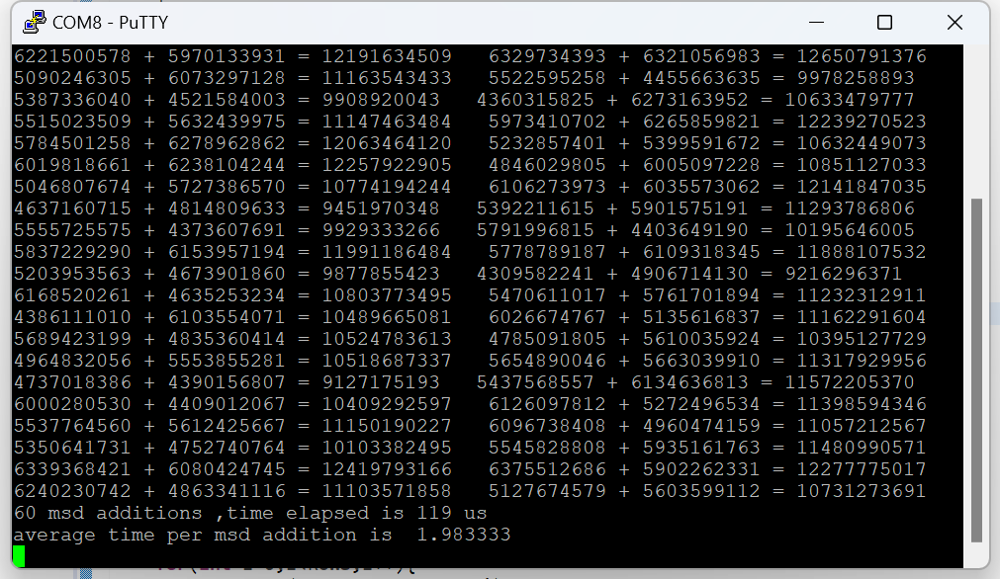 COM8 - PuTTY
6221500578 + 5970133931 = 12191634509   6329734393 + 6321056983 = 12650791376
5090246305 + 6073297128 = 11163543433   5522595258 + 4455663635 = 9978258893
5387336040 + 4521584003 = 9908920043   4360315825 + 6273163952 = 10633479777
5515023509 + 5632439975 = 11147463484   5973410702 + 6265859821 = 12239270523
5784501258 + 6278962862 = 12063464120   5232857401 + 5399591672 = 10632449073
6019818661 + 6238104244 = 12257922905   4846029805 + 6005097228 = 10851127033
5046807674 + 5727386570 = 10774194244   6106273973 + 6035573062 = 12141847035
4637160715 + 4814809633 = 9451970348   5392211615 + 5901575191 = 11293786806
5555725575 + 4373607691 = 9929333266   5791996815 + 4403649190 = 10195646005
5837229290 + 6153957194 = 11991186484   5778789187 + 6109318345 = 11888107532
5203953563 + 4673901860 = 9877855423   4309582241 + 4906714130 = 9216296371
6168520261 + 4635253234 = 10803773495   5470611017 + 5761701894 = 11232312911
4386111010 + 6103554071 = 10489665081   6026674767 + 5135616837 = 11162291604
5689423199 + 4835360414 = 10524783613   4785091805 + 5610035924 = 10395127729
4964832056 + 5553855281 = 10518687337   5654890046 + 5663039910 = 11317929956
4737018386 + 4390156807 = 9127175193   5437568557 + 6134636813 = 11572205370
6000280530 + 4409012067 = 10409292597   6126097812 + 5272496534 = 11398594346
5537764560 + 5612425667 = 11150190227   6096738408 + 4960474159 = 11057212567
5350641731 + 4752740764 = 10103382495   5545828808 + 5935161763 = 11480990571
6339368421 + 6080424745 = 12419793166   6375512686 + 5902262331 = 12277775017
6240230742 + 4863341116 = 11103571858   5127674579 + 5603599112 = 10731273691
60 msd additions ,time elapsed is 119 us
average time per msd addition is  1.983333